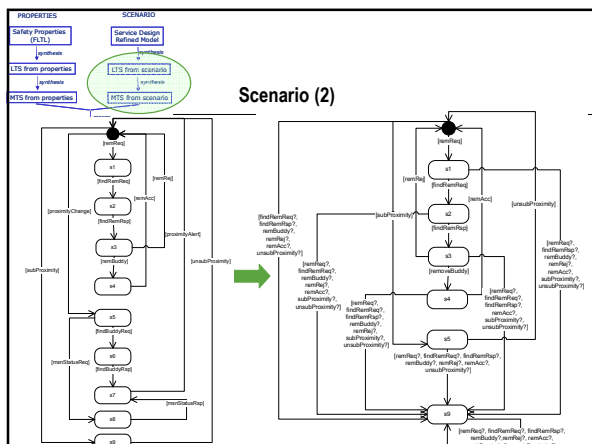 PROPERTIES
SCENARIO
Safety Properties
(FLTL)
synthesis
LTS from properties
synthesis
MTS from properties
Service Design
Refined Model
synthesis
LTS from scenario
synthesis
MTS from scenario
Scenario (2)
[remReq]
s1
[findRemReq]
s2
[findRemRsp]
s3
[remBuddy]
s4
[remRej]
[remAcc]
[proximityChange]
[proximityAlert]
[subProximity]
[unsubProximity]
s5
[findBuddyReq]
s6
[findBuddyRsp]
s7
[msnStatusReq]
[msnStatusRsp]
s8
s9
[remReq]
s1
[findRemReq]
s2
[findRemRsp]
s3
[removeBuddy]
s4
s5
s9
[remRej]
[remAcc]
[subProximity]
[unsubProximity]
[findRemReq?,
findRemRsp?,
remBuddy?,
remRej?,
remAcc?,
unsubProximity?]
[remReq?,
findRemReq?,
remBuddy?,
remRej?,
remAcc?,
subProximity?,
unsubProximity?]
[remReq?,
findRemReq?,
findRemRsp?,
remBuddy?,
remRej?,
subProximity?,
unsubProximity?]
[remReq?,
findRemReq?,
findRemRsp?,
remAcc?,
subProximity?,
unsubProximity?]
[remReq?,
findRemRsp?,
remBuddy?,
remRej?,
remAcc?,
subProximity?,
unsubProximity?]
[remReq?, findRemReq?, findRemRsp?,
remBuddy?, remRej?, remAcc?,
unsubProximity?]
[remReq?, findRemReq?, findRemRsp?,
remBuddy?,remRej?, remAcc?,